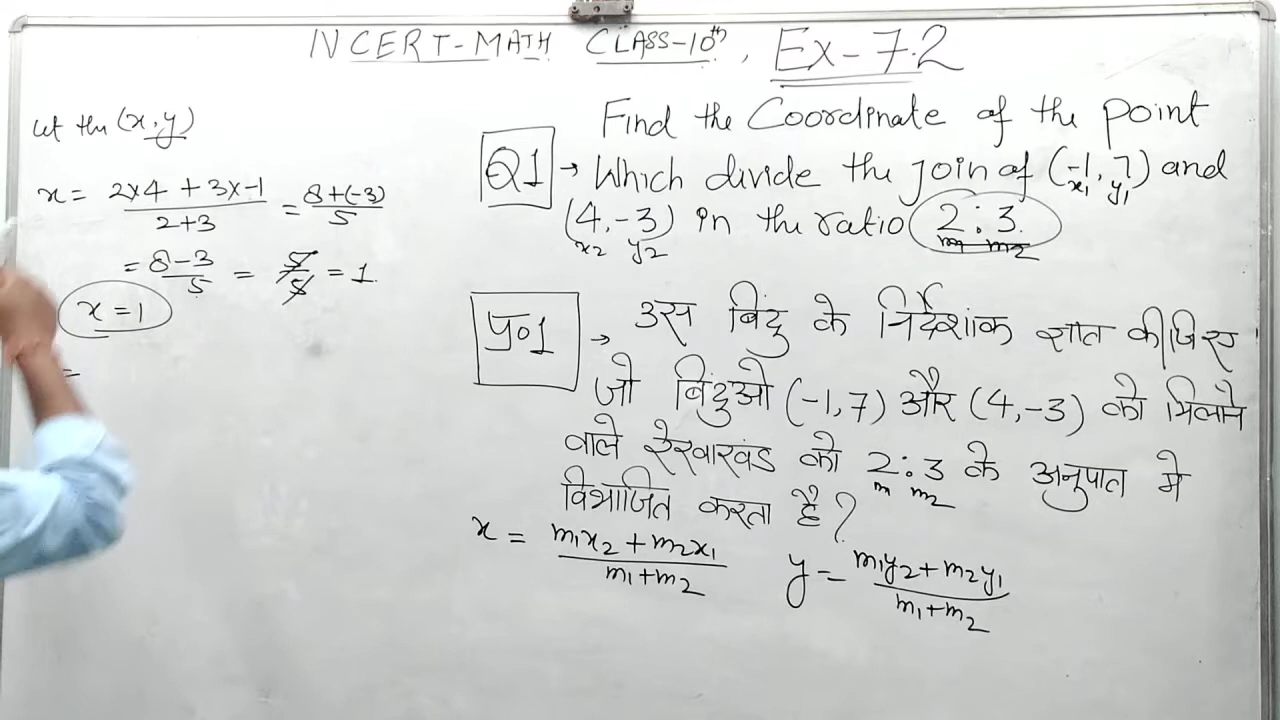 NCERT-MATH CLASS-10th, Ex-7.2
let the (x,y)
x = 2×4 + 3×-1 / 2+3 = 8+(-3) / 5
= 8-3 / 5 = 5/5 = 1
x = 1
=
Find the Coordinate of the point
Q1 → Which divide the join of (-1, 7) and
x1 y1
(4,-3) in the ratio 2:3
x2 y2 m m2
प्र01 → उस बिंदु के निर्देशांक ज्ञात कीजिए
जो बिंदुओ (-1,7) और (4,-3) को मिलाने
वाले रेखाखंड को 2:3 के अनुपात मे
m m2
विभाजित करता है?
x = m1x2 + m2x1 / m1+m2 y = m1y2+m2y1 / m1+m2